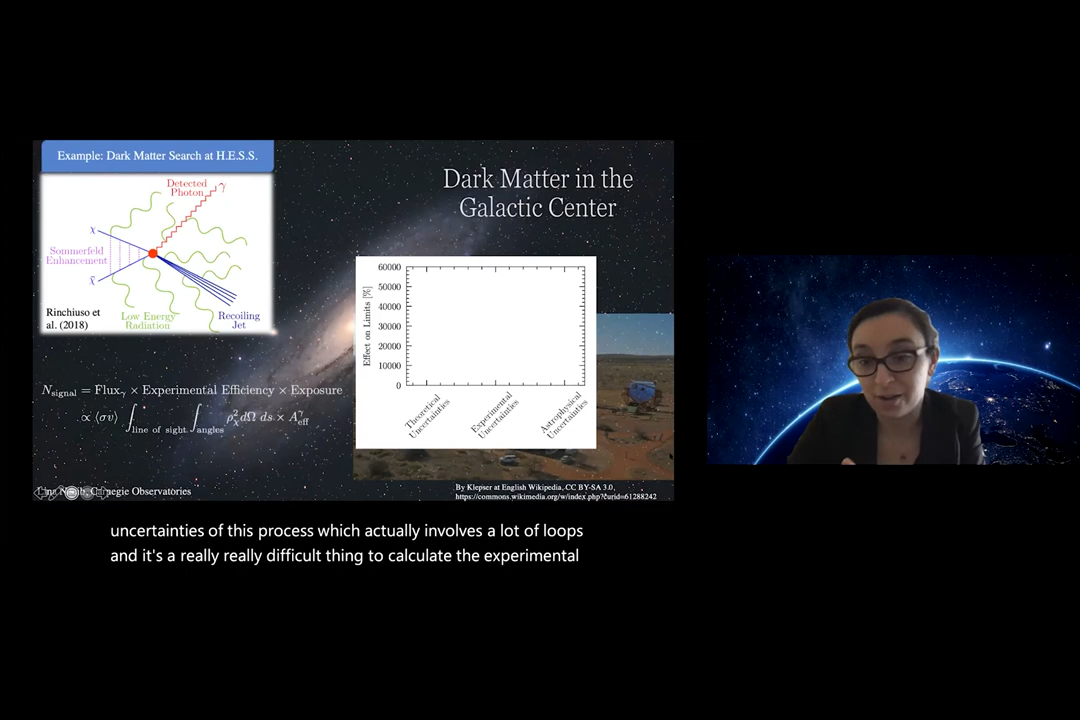 Example: Dark Matter Search at H.E.S.S.
Detected
Photon
γ
χ
Sommerfeld
Enhancement
χ̄
Rinchiuso et
al. (2018)
Low Energy
Radiation
Recoiling
Jet
Dark Matter in the
Galactic Center
60000
50000
40000
30000
20000
10000
0
Effect on Limits [%]
Theoretical
Uncertainties
Experimental
Uncertainties
Astrophysical
Uncertainties
N_signal = Flux_γ × Experimental Efficiency × Exposure
∝ ⟨σv⟩ ∫_line of sight ∫_angles ρ_χ^2 dΩ ds × A_eff^γ
Carnegie Observatories
By Klepser at English Wikipedia, CC BY-SA 3.0,
https://commons.wikimedia.org/w/index.php?curid=61288242
uncertainties of this process which actually involves a lot of loops
and it's a really really difficult thing to calculate the experimental